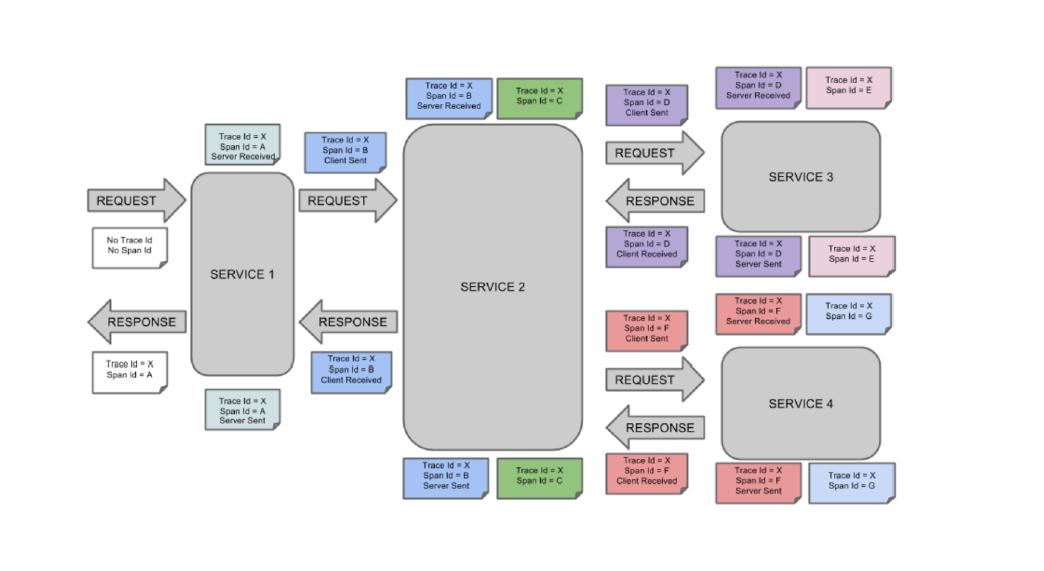 Trace Id = X
Span Id = A
Server Received
REQUEST
No Trace Id
No Span Id
SERVICE 1
RESPONSE
Trace Id = X
Span Id = A
Trace Id = X
Span Id = A
Server Sent
Trace Id = X
Span Id = B
Client Sent
REQUEST
RESPONSE
Trace Id = X
Span Id = B
Client Received
Trace Id = X
Span Id = B
Server Received
Trace Id = X
Span Id = C
SERVICE 2
Trace Id = X
Span Id = B
Server Sent
Trace Id = X
Span Id = C
Trace Id = X
Span Id = D
Client Sent
REQUEST
RESPONSE
Trace Id = X
Span Id = D
Client Received
Trace Id = X
Span Id = D
Server Received
Trace Id = X
Span Id = E
SERVICE 3
Trace Id = X
Span Id = D
Server Sent
Trace Id = X
Span Id = E
Trace Id = X
Span Id = F
Client Sent
REQUEST
RESPONSE
Trace Id = X
Span Id = F
Client Received
Trace Id = X
Span Id = F
Server Received
Trace Id = X
Span Id = G
SERVICE 4
Trace Id = X
Span Id = F
Server Sent
Trace Id = X
Span Id = G